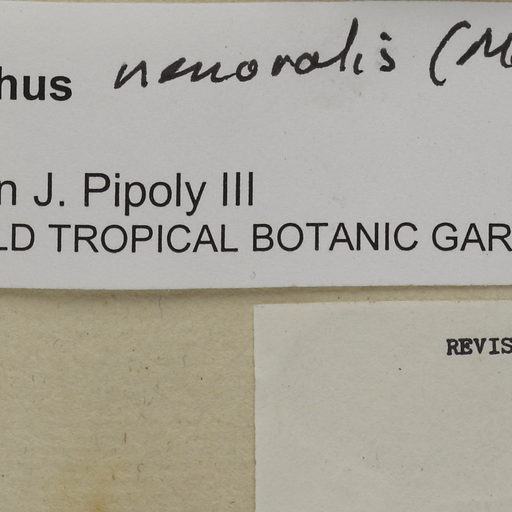 hus nemoralis (M
n J. Pipoly III
LD TROPICAL BOTANIC GAR
REVIS